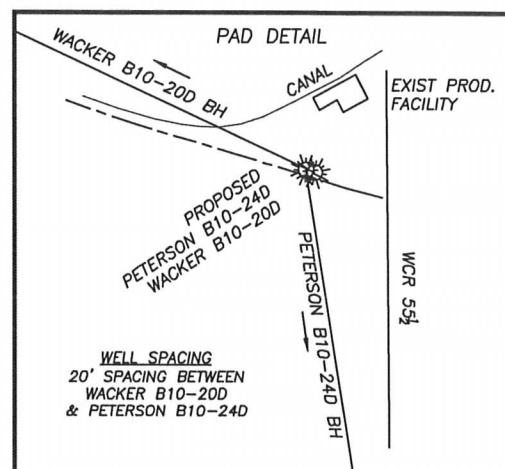 PAD DETAIL
WACKER B10-20D BH
CANAL
EXIST PROD.
FACILITY
PROPOSED
PETERSON B10-24D
WACKER B10-20D
PETERSON B10-24D BH
WCR 55½
WELL SPACING
20' SPACING BETWEEN
WACKER B10-20D
& PETERSON B10-24D